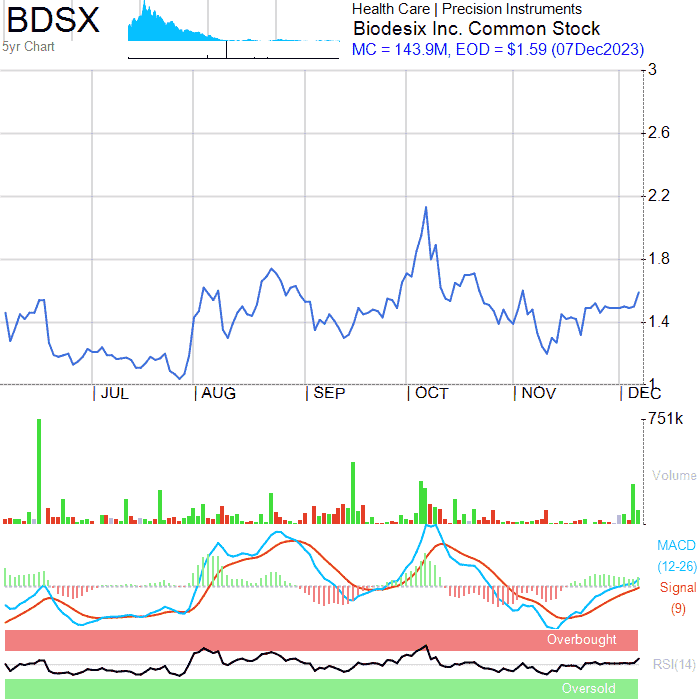 BDSX
5yr Chart
Health Care | Precision Instruments
Biodesix Inc. Common Stock
MC = 143.9M, EOD = $1.59 (07Dec2023)
3
2.6
2.2
1.8
1.4
1
JUL AUG SEP OCT NOV DEC
751k
Volume
MACD
(12-26)
Signal
(9)
Overbought
RSI(14)
Oversold